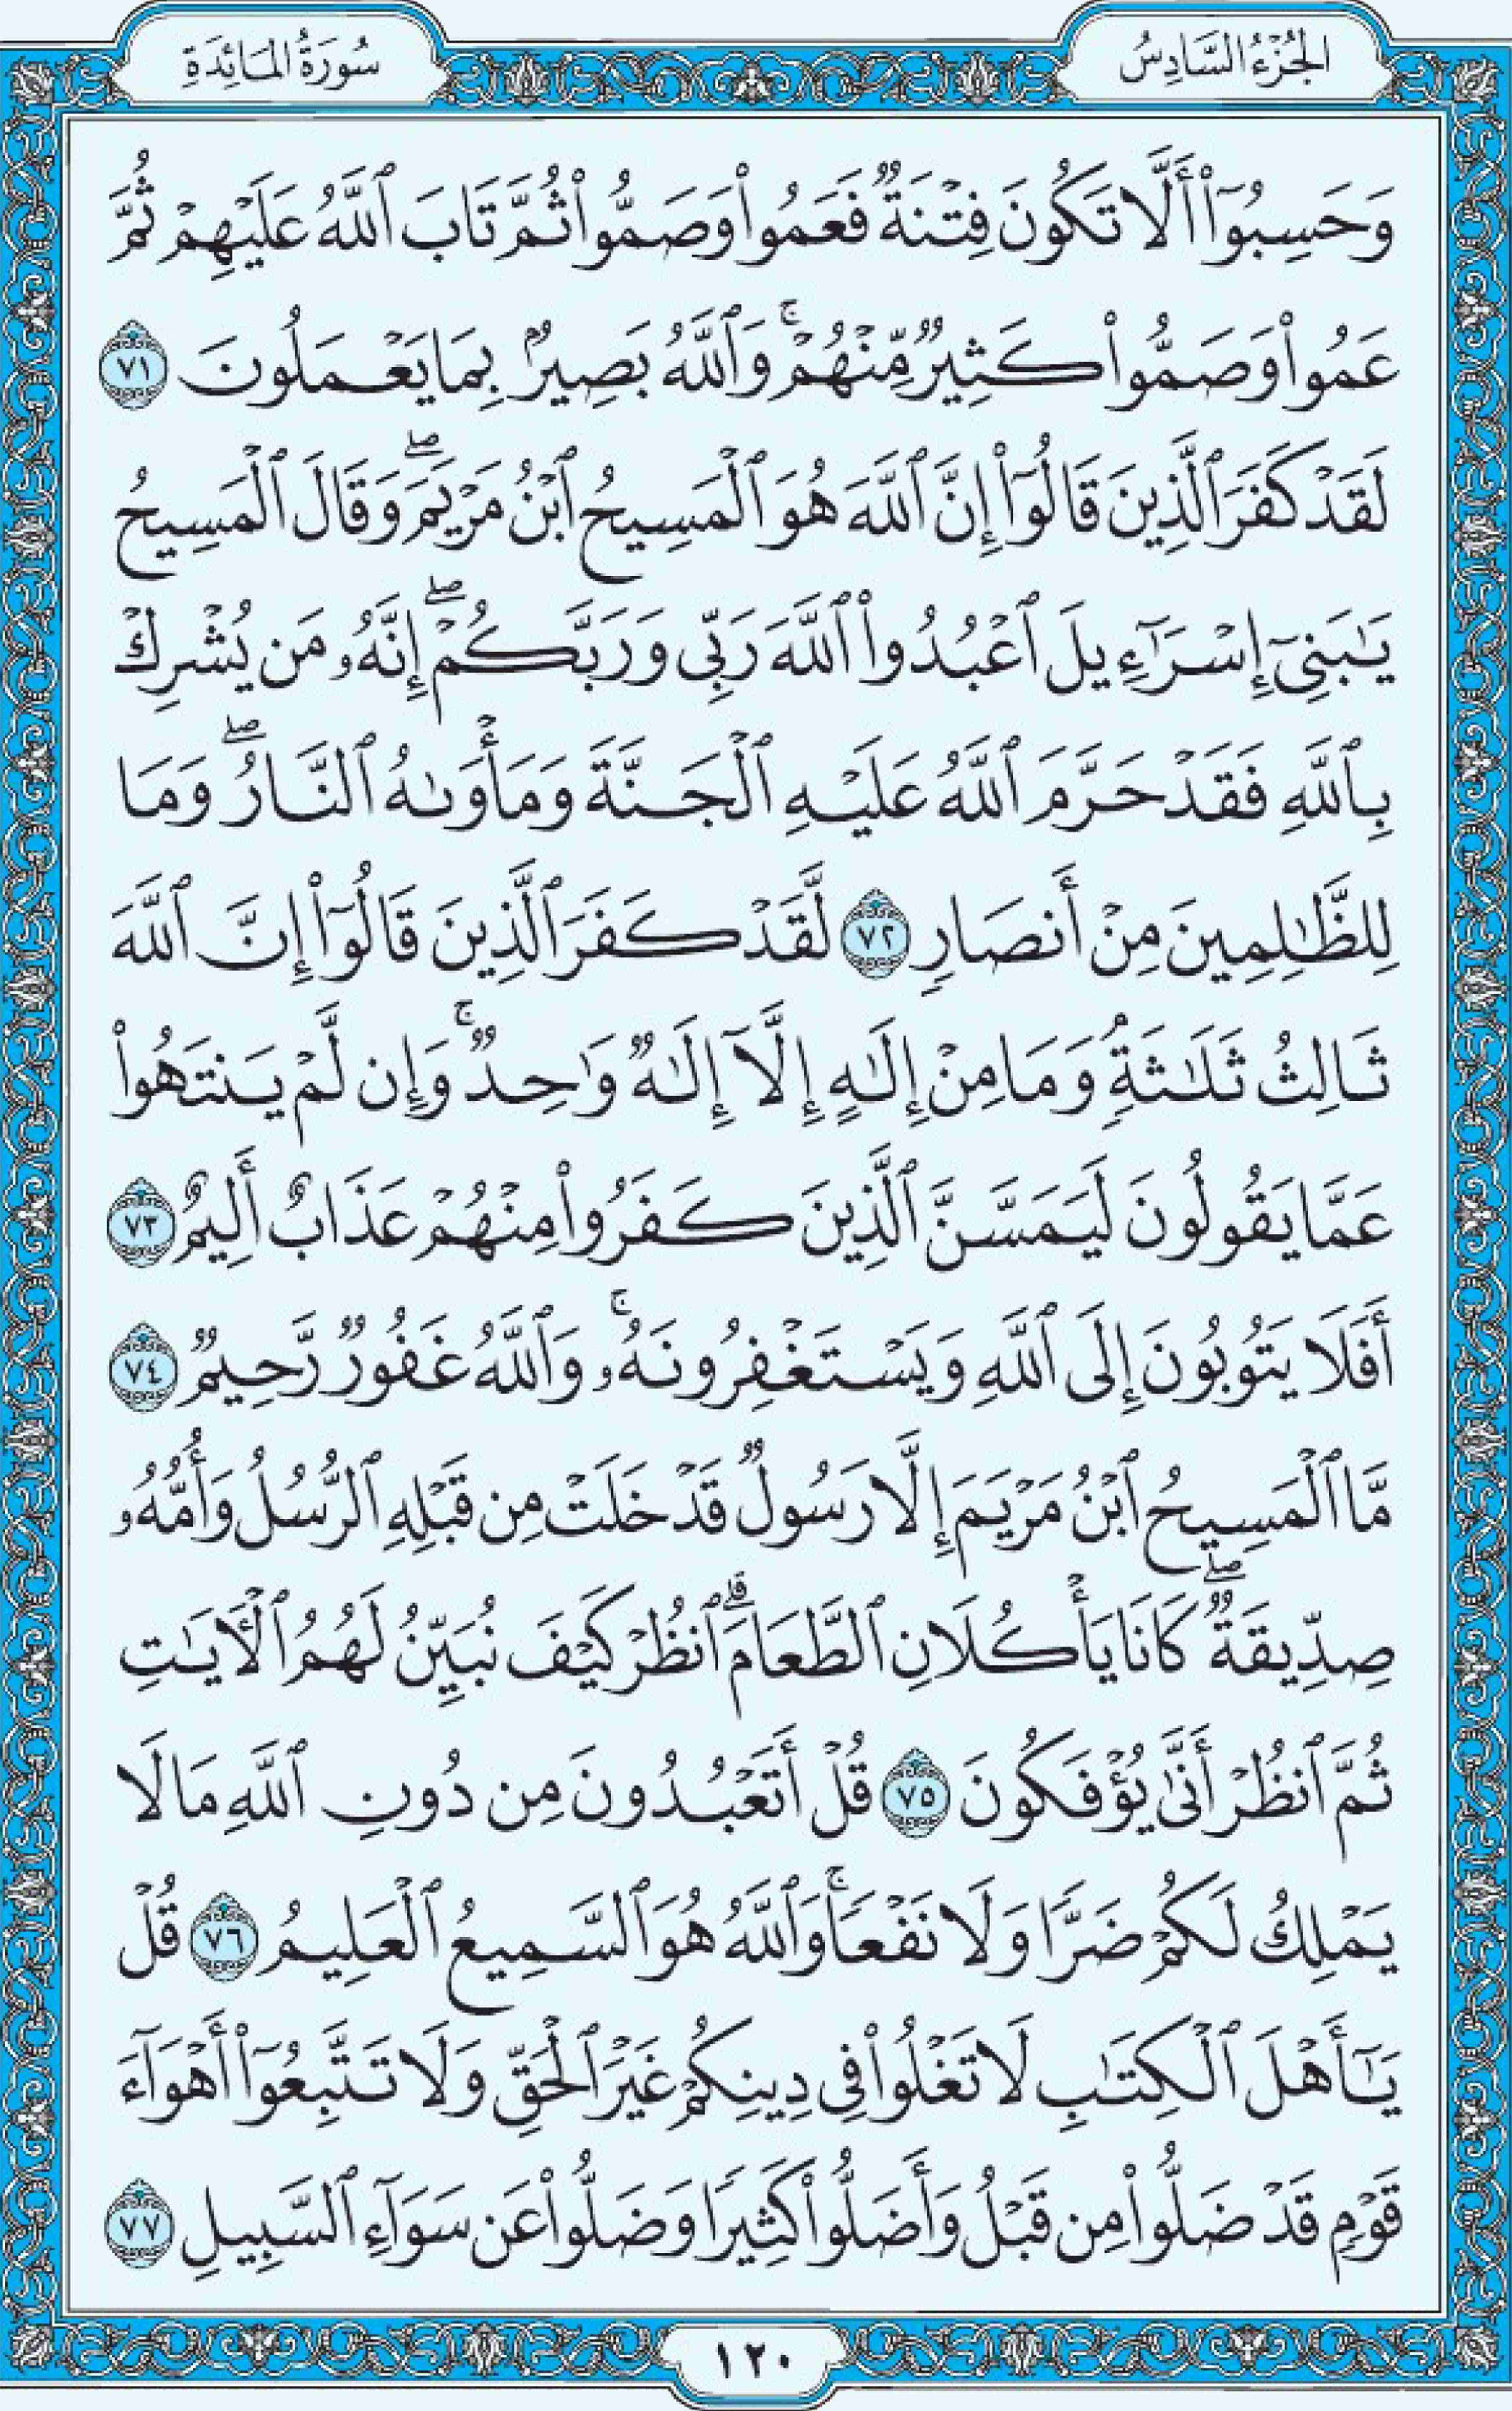 الجُزْءُ السَّادِسُ
سُورَةُ المَائِدَةِ
وَحَسِبُوٓاْ أَلَّا تَكُونَ فِتۡنَةٞ فَعَمُواْ وَصَمُّواْ ثُمَّ تَابَ ٱللَّهُ عَلَيۡهِمۡ ثُمَّ
عَمُواْ وَصَمُّواْ كَثِيرٞ مِّنۡهُمۡۚ وَٱللَّهُ بَصِيرُۢ بِمَا يَعۡمَلُونَ ٧١
لَقَدۡ كَفَرَ ٱلَّذِينَ قَالُوٓاْ إِنَّ ٱللَّهَ هُوَ ٱلۡمَسِيحُ ٱبۡنُ مَرۡيَمَۖ وَقَالَ ٱلۡمَسِيحُ
يَٰبَنِيٓ إِسۡرَٰٓءِيلَ ٱعۡبُدُواْ ٱللَّهَ رَبِّي وَرَبَّكُمۡۖ إِنَّهُۥ مَن يُشۡرِكۡ
بِٱللَّهِ فَقَدۡ حَرَّمَ ٱللَّهُ عَلَيۡهِ ٱلۡجَنَّةَ وَمَأۡوَىٰهُ ٱلنَّارُۖ وَمَا
لِلظَّٰلِمِينَ مِنۡ أَنصَارٖ ٧٢ لَّقَدۡ كَفَرَ ٱلَّذِينَ قَالُوٓاْ إِنَّ ٱللَّهَ
ثَالِثُ ثَلَٰثَةٖۘ وَمَا مِنۡ إِلَٰهٍ إِلَّآ إِلَٰهٞ وَٰحِدٞۚ وَإِن لَّمۡ يَنتَهُواْ
عَمَّا يَقُولُونَ لَيَمَسَّنَّ ٱلَّذِينَ كَفَرُواْ مِنۡهُمۡ عَذَابٌ أَلِيمٌ ٧٣
أَفَلَا يَتُوبُونَ إِلَى ٱللَّهِ وَيَسۡتَغۡفِرُونَهُۥۚ وَٱللَّهُ غَفُورٞ رَّحِيمٞ ٧٤
مَّا ٱلۡمَسِيحُ ٱبۡنُ مَرۡيَمَ إِلَّا رَسُولٞ قَدۡ خَلَتۡ مِن قَبۡلِهِ ٱلرُّسُلُ وَأُمُّهُۥ
صِدِّيقَةٞۖ كَانَا يَأۡكُلَانِ ٱلطَّعَامَۗ ٱنظُرۡ كَيۡفَ نُبَيِّنُ لَهُمُ ٱلۡأٓيَٰتِ
ثُمَّ ٱنظُرۡ أَنَّىٰ يُؤۡفَكُونَ ٧٥ قُلۡ أَتَعۡبُدُونَ مِن دُونِ ٱللَّهِ مَا لَا
يَمۡلِكُ لَكُمۡ ضَرّٗا وَلَا نَفۡعٗاۚ وَٱللَّهُ هُوَ ٱلسَّمِيعُ ٱلۡعَلِيمُ ٧٦ قُلۡ
يَٰٓأَهۡلَ ٱلۡكِتَٰبِ لَا تَغۡلُواْ فِي دِينِكُمۡ غَيۡرَ ٱلۡحَقِّ وَلَا تَتَّبِعُوٓاْ أَهۡوَآءَ
قَوۡمٖ قَدۡ ضَلُّواْ مِن قَبۡلُ وَأَضَلُّواْ كَثِيرٗا وَضَلُّواْ عَن سَوَآءِ ٱلسَّبِيلِ ٧٧
١٢٠